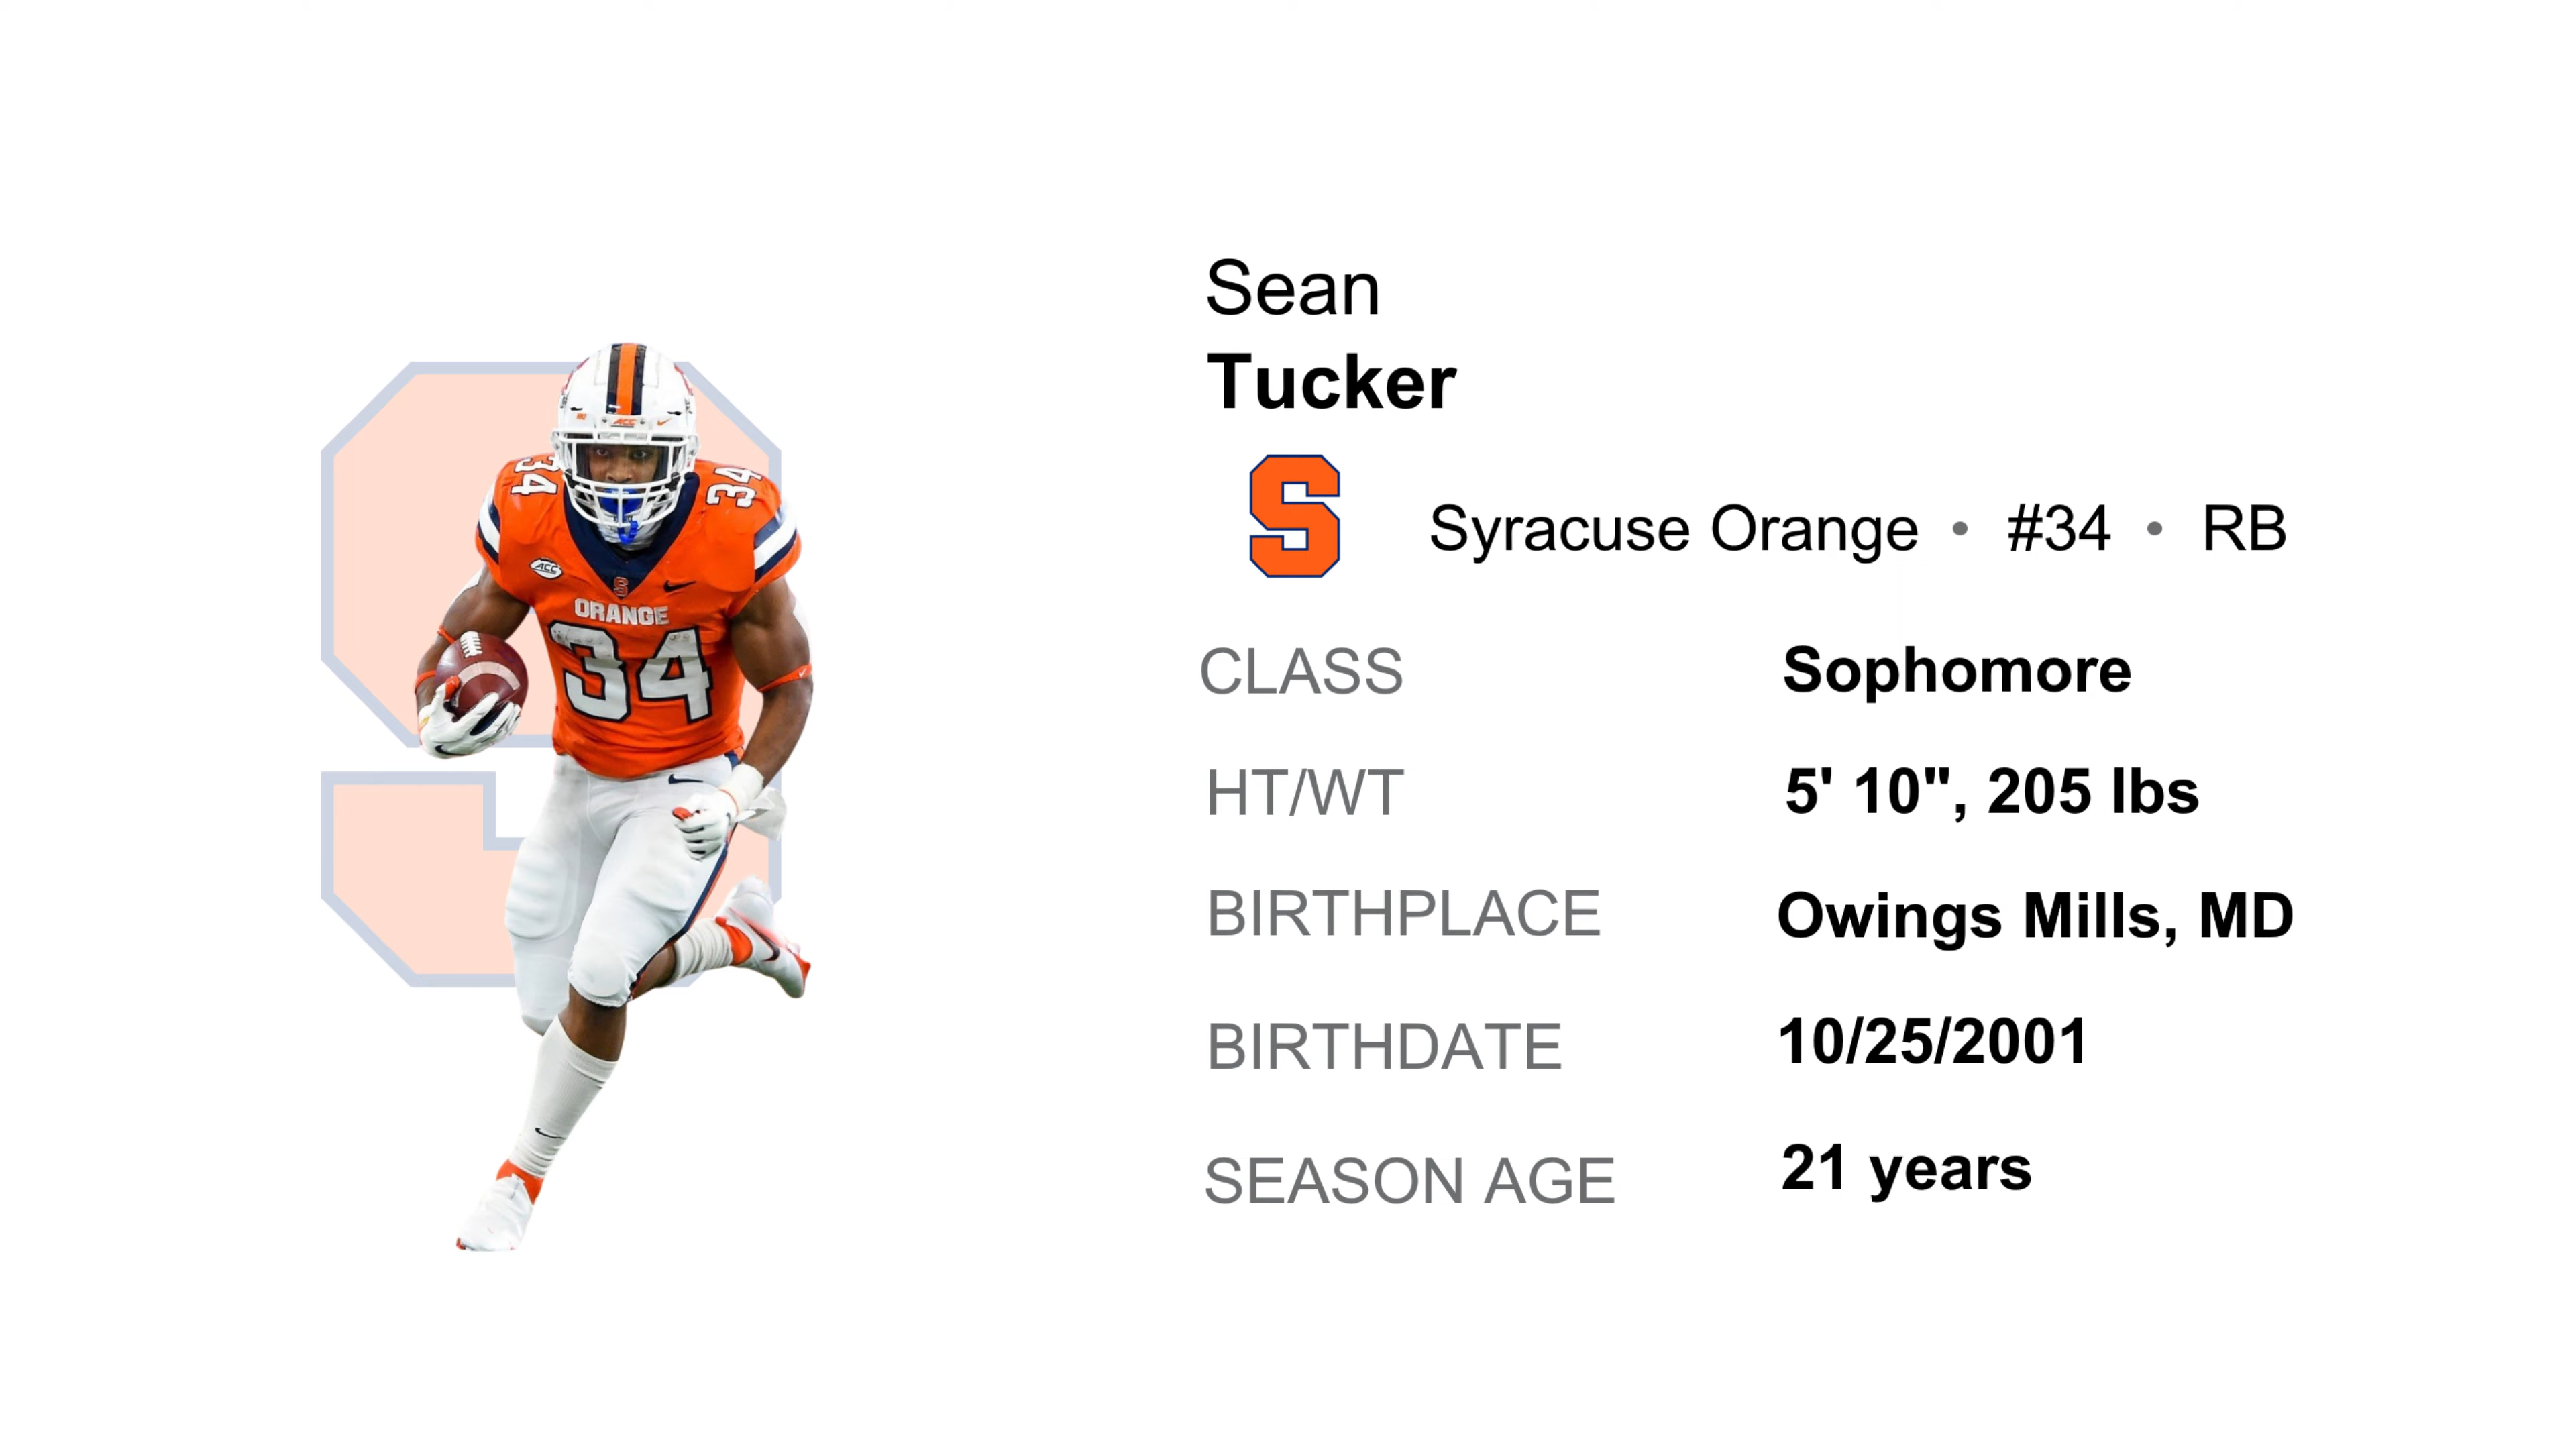 Sean
Tucker
S
Syracuse Orange • #34 • RB
CLASS Sophomore
HT/WT 5' 10", 205 lbs
BIRTHPLACE Owings Mills, MD
BIRTHDATE 10/25/2001
SEASON AGE 21 years
34
34
ACC
ACC
S
ORANGE
34